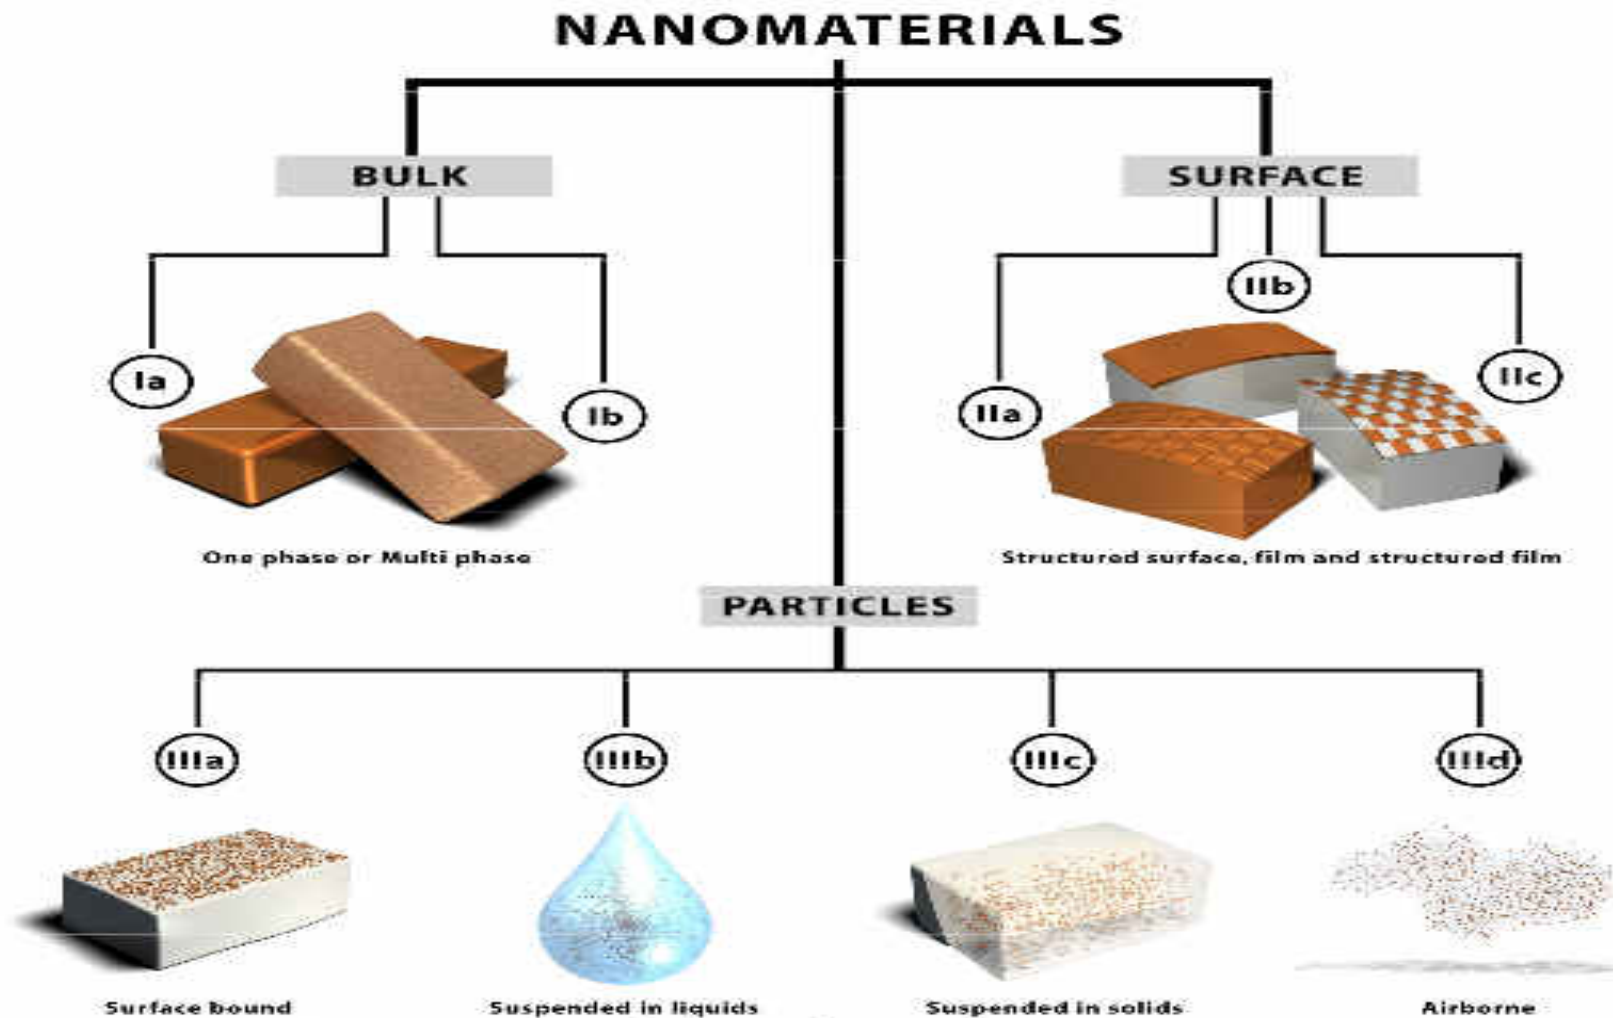 NANOMATERIALS
BULK
SURFACE
Ia
Ib
IIa
IIb
IIc
One phase or Multi phase
Structured surface, film and structured film
PARTICLES
IIIa
IIIb
IIIc
IIId
Surface bound
Suspended in liquids
Suspended in solids
Airborne